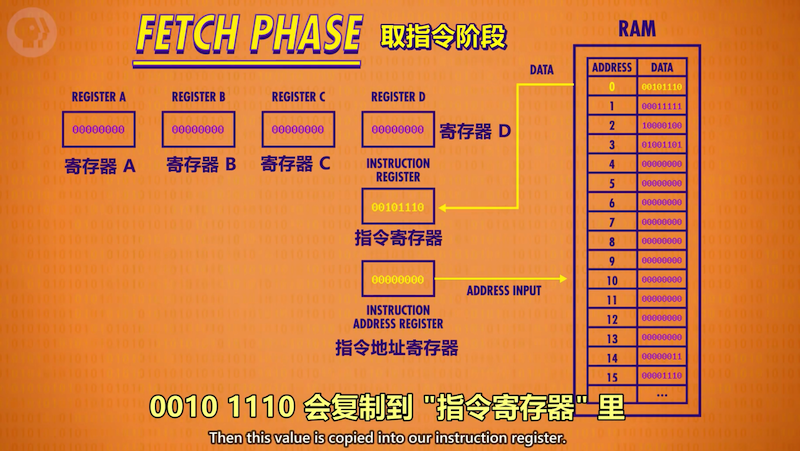 FETCH PHASE 取指令阶段
RAM
DATA
ADDRESS DATA
0 00101110
1 00011111
2 10000100
3 01001101
4 00000000
5 00000000
6 00000000
7 00000000
8 00000000
9 00000000
10 00000000
11 00000000
12 00000000
13 00000000
14 00000011
15 00001110
...
REGISTER A REGISTER B REGISTER C REGISTER D
00000000 00000000 00000000 00000000
寄存器 A 寄存器 B 寄存器 C 寄存器 D
INSTRUCTION
REGISTER
00101110
指令寄存器
00000000
ADDRESS INPUT
INSTRUCTION
ADDRESS REGISTER
指令地址寄存器
0010 1110 会复制到 "指令寄存器" 里
Then this value is copied into our instruction register.